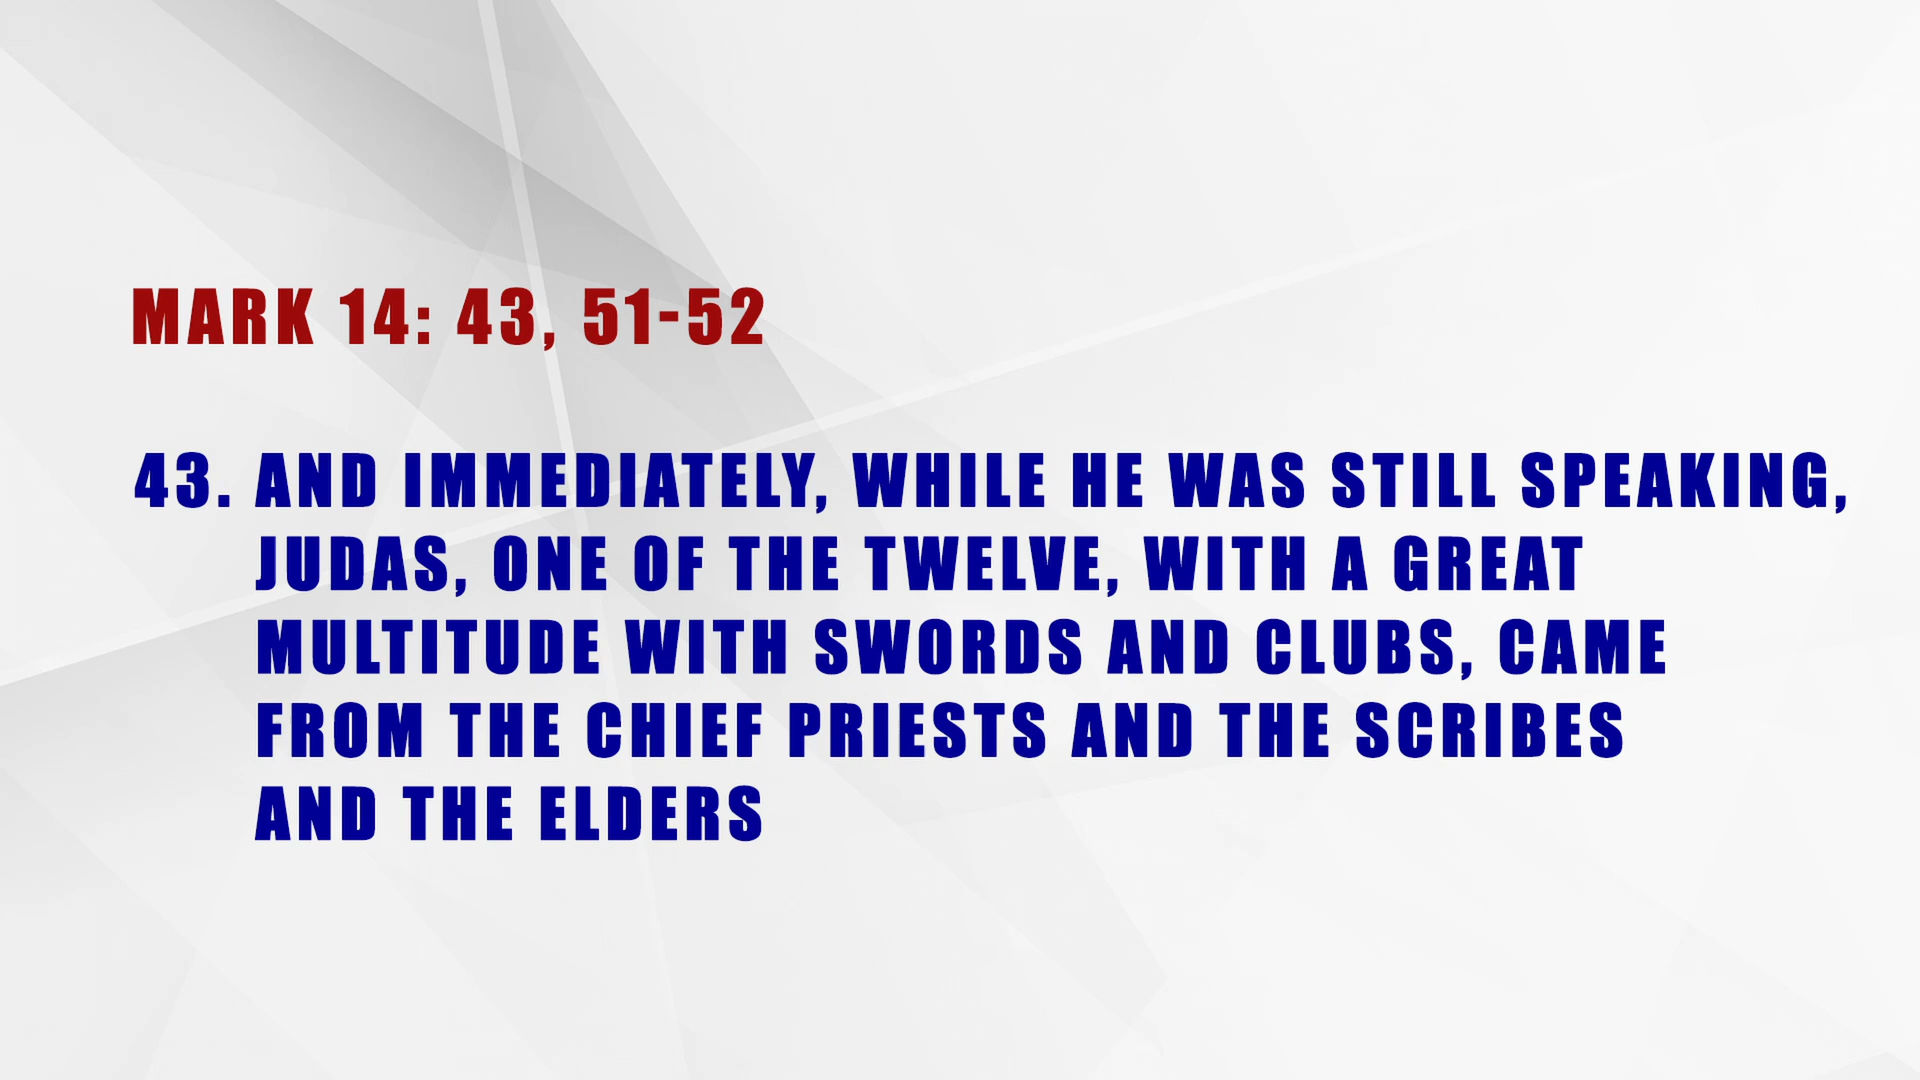 MARK 14: 43, 51-52
43. AND IMMEDIATELY, WHILE HE WAS STILL SPEAKING,
JUDAS, ONE OF THE TWELVE, WITH A GREAT
MULTITUDE WITH SWORDS AND CLUBS, CAME
FROM THE CHIEF PRIESTS AND THE SCRIBES
AND THE ELDERS